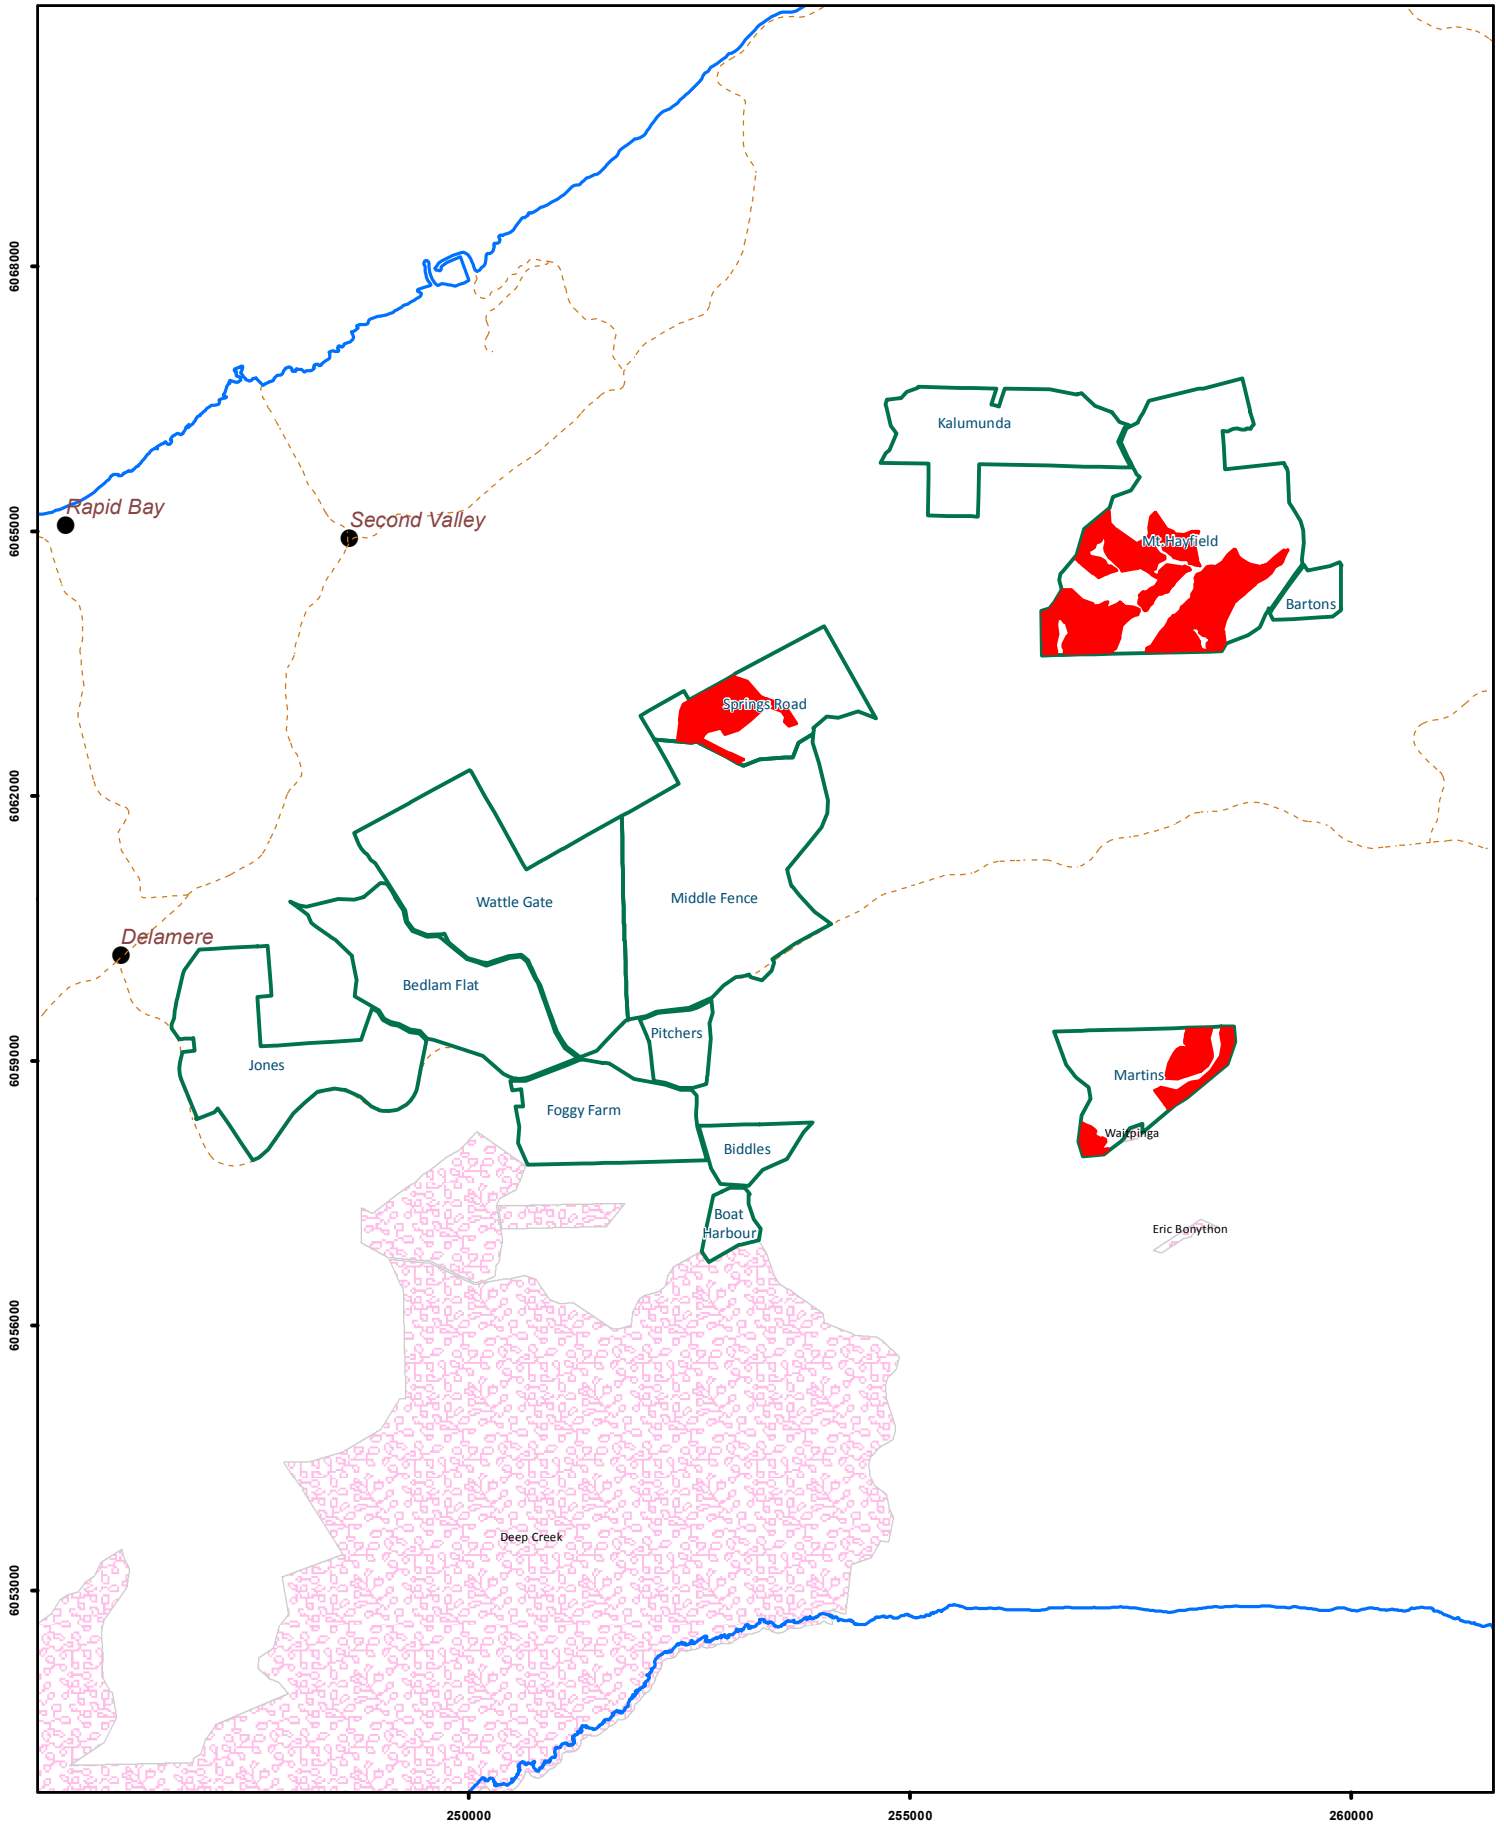 6068000
Kalumunda
Rapid Bay
Second Valley
6065000
Mt.Hayfield
Bartons
Springs Road
6062000
Wattle Gate
Middle Fence
Delamere
Bedlam Flat
Pitchers
6059000
Jones
Martins
Foggy Farm
Waitpinga
Biddles
Boat
Harbour
Eric Bonython
6056000
Deep Creek
6053000
250000
255000
260000